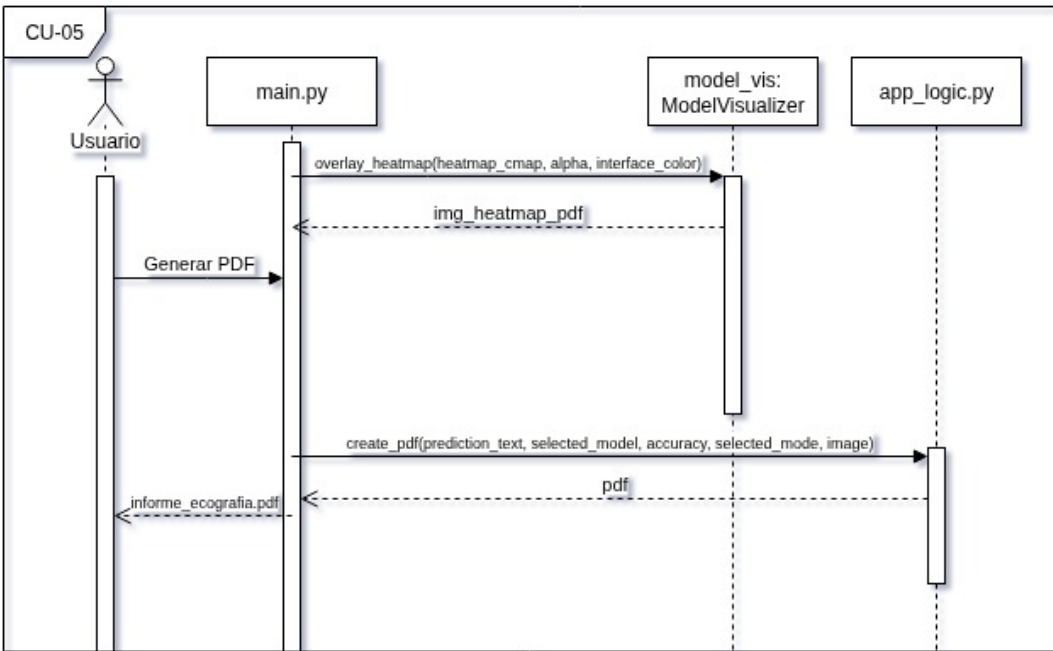 CU-05
Usuario
main.py
model_vis:
ModelVisualizer
app_logic.py
overlay_heatmap(heatmap_cmap, alpha, interface_color)
img_heatmap_pdf
Generar PDF
create_pdf(prediction_text, selected_model, accuracy, selected_mode, image)
pdf
informe_ecografia.pdf